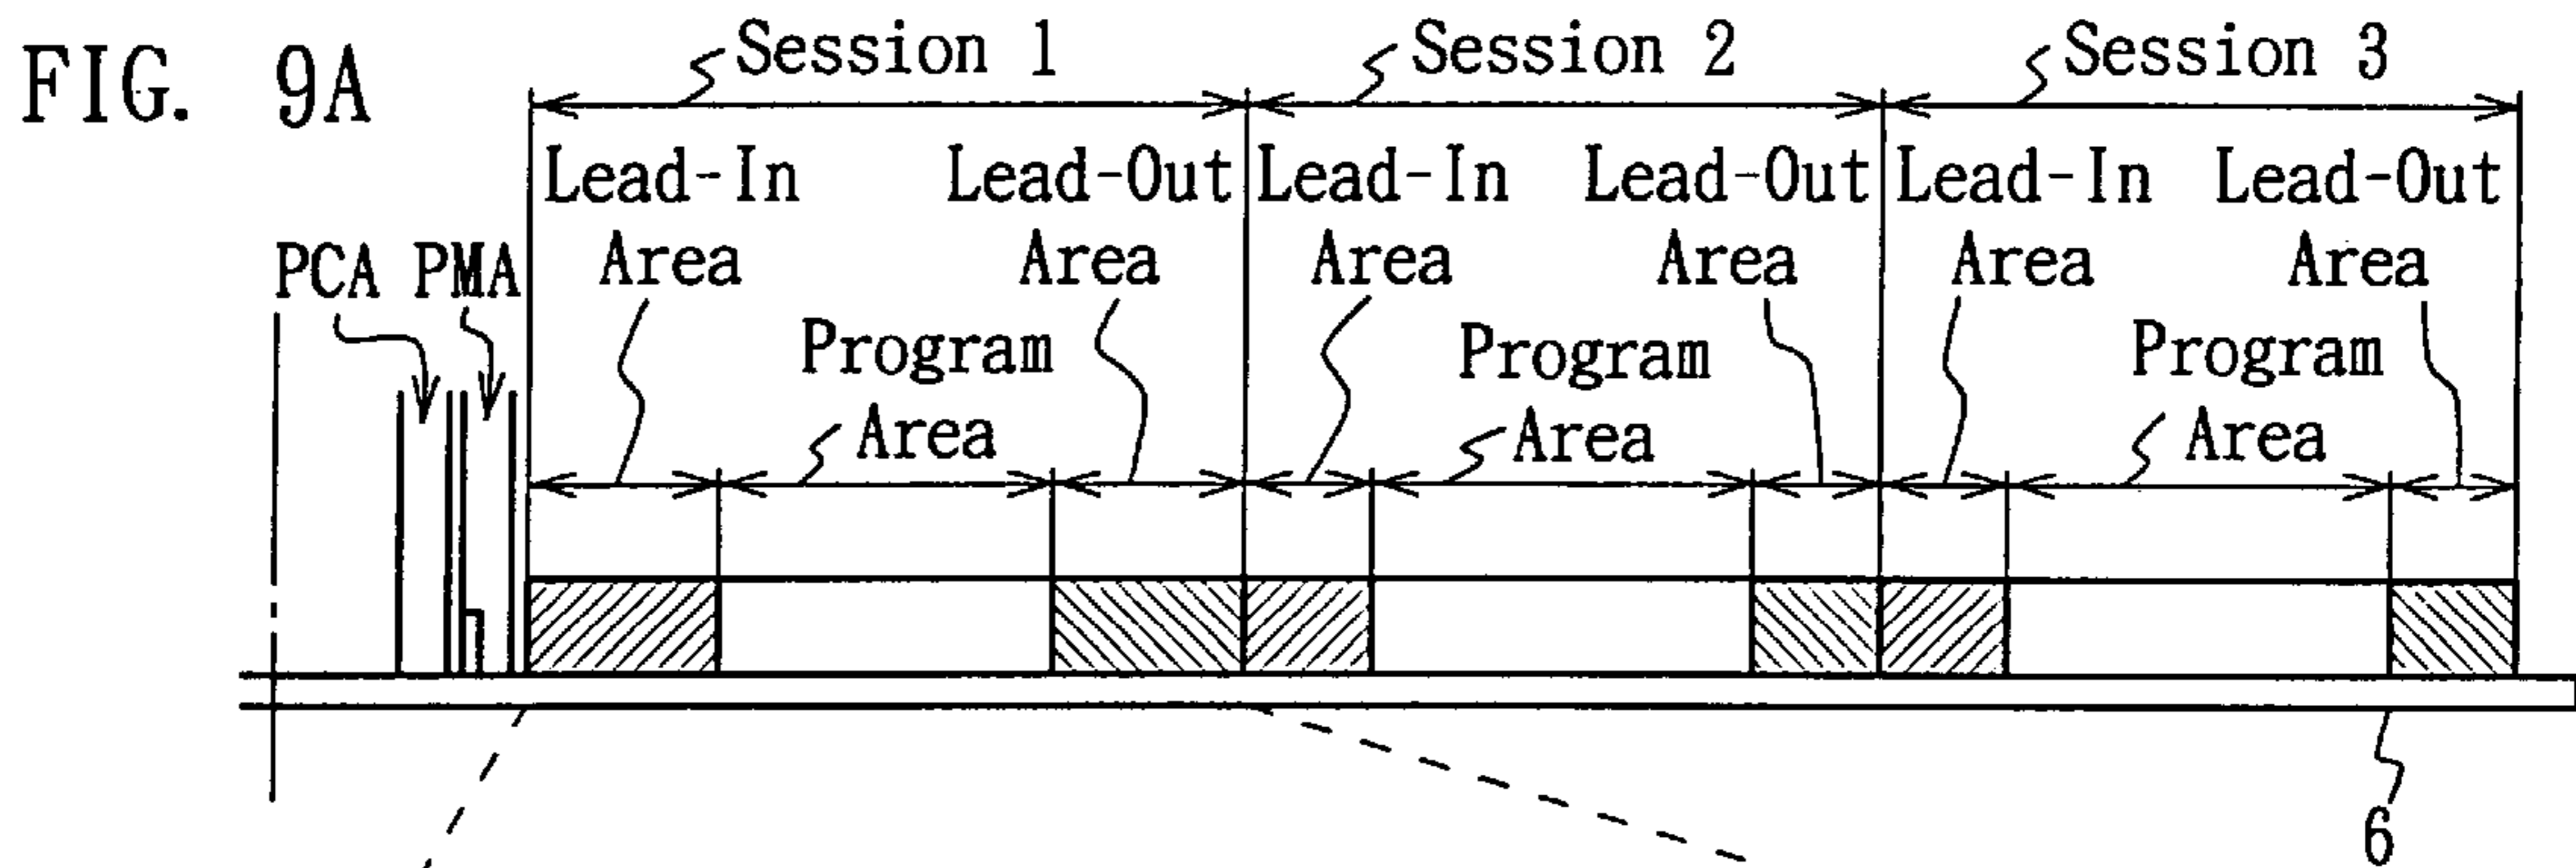 FIG. 9A
Session 1 Session 2 Session 3
Lead-In Lead-Out Lead-In Lead-Out Lead-In Lead-Out
PCA PMA Area Area Area Area Area Area
Program Program Program
Area Area Area
6